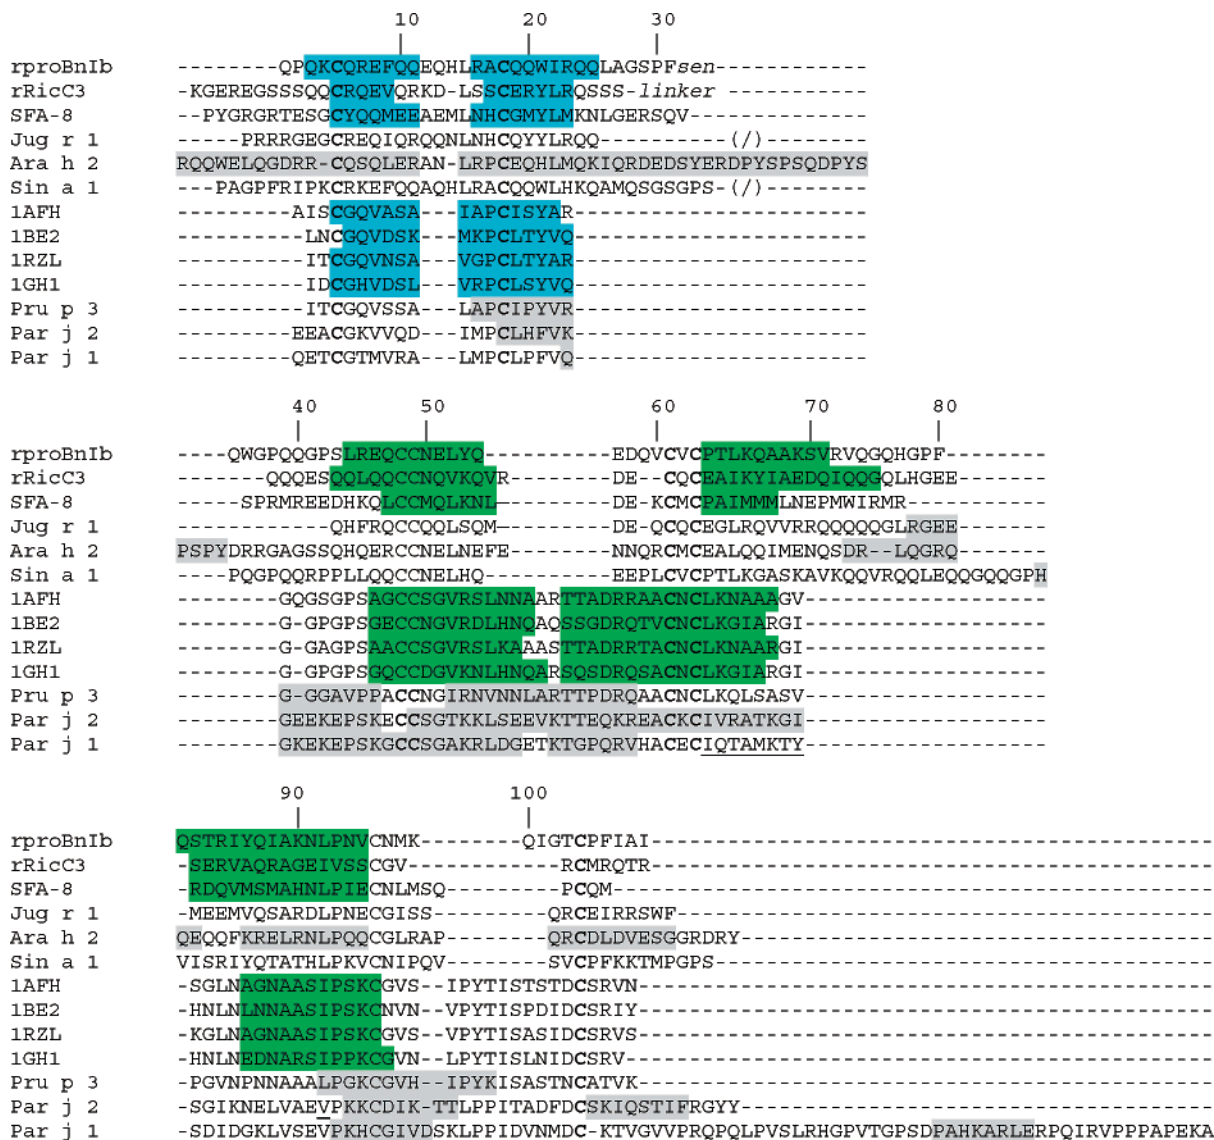 10 20 30
rproBnIb --------QPQKCQREFQQEQHLRACQQWIRQQLAGSPFsen------------
rRicC3 -KGEREGSSSQQCRQEVQRKD-LSSCERYLRQSSS-linker------------
SFA-8 --PYGRGRTESGCYQQMEEAEMLNHCGMYLMKNLGERSQV--------------
Jug r 1 -----PRRRGEGCREQIQRQQNLNHCQYYLRQQ----------(/)--------
Ara h 2 RQQWELQGDRR-CQSQLERAN-LRPCEQHLMQKIQRDEDSYERDPYSPSQDPYS
Sin a 1 ---PAGPFRIPKCRKEFQQAQHLRACQQWLHKQAMQSGSGPS-(/)--------
1AFH ---------AISCGQVASA---IAPCISYAR-----------------------
1BE2 ----------LNCGQVDSK---MKPCLTYVQ-----------------------
1RZL ----------ITCGQVNSA---VGPCLTYAR-----------------------
1GH1 ----------IDCGHVDSL---VRPCLSYVQ-----------------------
Pru p 3 ----------ITCGQVSSA---LAPCIPYVR-----------------------
Par j 2 ---------EEACGKVVQD---IMPCLHFVK-----------------------
Par j 1 ---------QETCGTMVRA---LMPCLPFVQ-----------------------
40 50 60 70 80
rproBnIb ----QWGPQQGPSLREQCCNELYQ----------EDQVCVCPTLKQAAKSVRVQGQHGPF--------
rRicC3 -------QQQESQQLQQCCNQVKQVR--------DE--CQCEAIKYIAEDQIQQGQLHGEE-------
SFA-8 -----SPRMREEDHKQLCCMQLKNL---------DE-KCMCPAIMMMLNEPMWIRMR-----------
Jug r 1 ------------QHFRQCCQQLSQM---------DE-QCQCEGLRQVVRRQQQQQGLRGEE-------
Ara h 2 PSPYDRRGAGSSQHQERCCNELNEFE--------NNQRCMCEALQQIMENQSDR--LQGRQ-------
Sin a 1 ----PQGPQQRPPLLQQCCNELHQ----------EEPLCVCPTLKGASKAVKQQVRQQLEQQGQQGPH
1AFH --------GQGSGPSAGCCSGVRSLNNAARTTADRRAACNCLKNAAAGV-------------------
1BE2 --------G-GPGPSGECCNGVRDLHNQAQSSGDRQTVCNCLKGIARGI-------------------
1RZL --------G-GAGPSAACCSGVRSLKAAASTTADRRTACNCLKNAARGI-------------------
1GH1 --------G-GPGPSGQCCDGVKNLHNQARSQSDRQSACNCLKGIARGI-------------------
Pru p 3 --------G-GGAVPPACCNGIRNVNNLARTTPDRQAACNCLKQLSASV-------------------
Par j 2 --------GEEKEPSKECCSGTKKLSEEVKTTEQKREACKCIVRATKGI-------------------
Par j 1 --------GKEKEPSKGCCSGAKRLDGETKTGPQRVHACECIQTAMKTY-------------------
90 100
rproBnIb QSTRIYQIAKNLPNVCNMK--------QIGTCPFIAI--------------------------------------------
rRicC3 -SERVAQRAGEIVSSCGV------------RCMRQTR--------------------------------------------
SFA-8 -RDQVMSMAHNLPIECNLMSQ---------PCQM-----------------------------------------------
Jug r 1 -MEEMVQSARDLPNECGISS---------QRCEIRRSWF------------------------------------------
Ara h 2 QEQQQFKRELRNLPQQCGLRAP--------QRCDLDVESGGRDRY-------------------------------------
Sin a 1 VISRIYQTATHLPKVCNIPQV--------SVCPFKKTMPGPS---------------------------------------
1AFH -SGLNAGNAASIPSKCGVS--IPYTISTSTDCSRVN---------------------------------------------
1BE2 -HNLNLNNAASIPSKCNVN--VPYTISPDIDCSRIY---------------------------------------------
1RZL -KGLNAGNAASIPSKCGVS--VPYTISASIDCSRVS---------------------------------------------
1GH1 -HNLNEDNARSIPPKCGVN--LPYTISLNIDCSRV----------------------------------------------
Pru p 3 -PGVNPNNAAALPGKCGVH--IPYKISASTNCATVK---------------------------------------------
Par j 2 -SGIKNELVAEVPKKCDIK-TTLPPITADFDCSKIQSTIFRGYY-------------------------------------
Par j 1 -SDIDGKLVSEVPKHCGIVDSKLPPIDVNMDC-KTVGVVPRQPQLPVSLRHGPVTGPSDPAHKARLERPQIRVPPPAPEKA